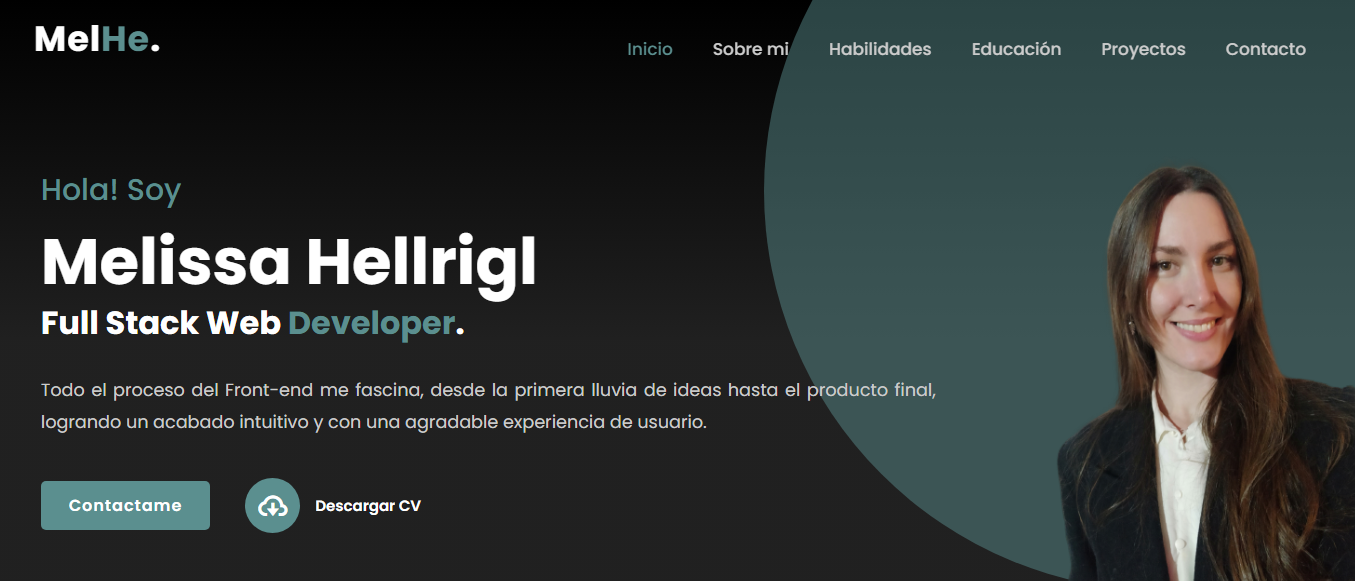 MelHe.
Inicio Sobre mi Habilidades Educación Proyectos Contacto
Hola! Soy
Melissa Hellrigl
Full Stack Web Developer.
Todo el proceso del Front-end me fascina, desde la primera lluvia de ideas hasta el producto final,
logrando un acabado intuitivo y con una agradable experiencia de usuario.
Contactame Descargar CV